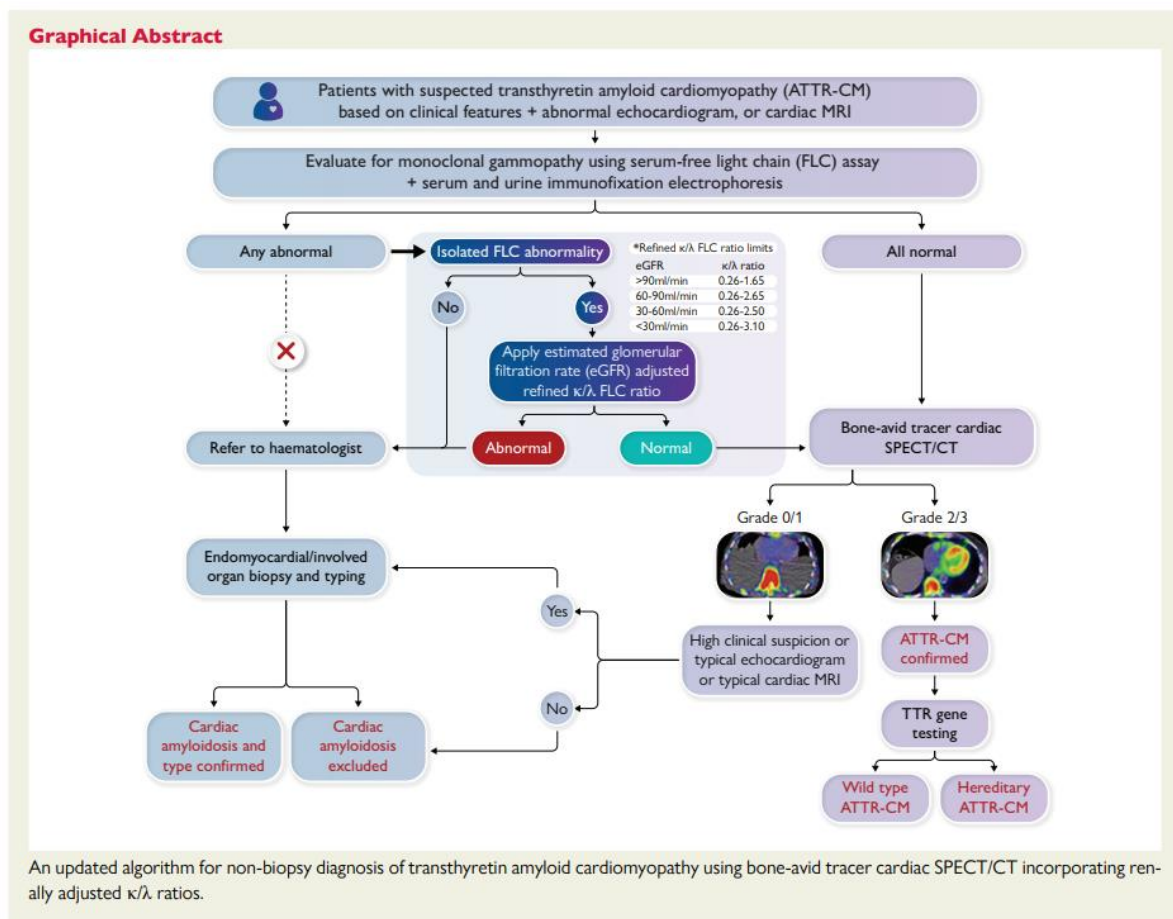 Graphical Abstract
Patients with suspected transthyretin amyloid cardiomyopathy (ATTR-CM)
based on clinical features + abnormal echocardiogram, or cardiac MRI
Evaluate for monoclonal gammopathy using serum-free light chain (FLC) assay
+ serum and urine immunofixation electrophoresis
Any abnormal
Isolated FLC abnormality
*Refined κ/λ FLC ratio limits
eGFR κ/λ ratio
>90ml/min 0.26-1.65
60-90ml/min 0.26-2.65
30-60ml/min 0.26-2.50
<30ml/min 0.26-3.10
All normal
No
Yes
Apply estimated glomerular
filtration rate (eGFR) adjusted
refined κ/λ FLC ratio
Refer to haematologist
Abnormal
Normal
Bone-avid tracer cardiac
SPECT/CT
Grade 0/1
Grade 2/3
Endomyocardial/involved
organ biopsy and typing
Yes
High clinical suspicion or
typical echocardiogram
or typical cardiac MRI
ATTR-CM
confirmed
No
TTR gene
testing
Cardiac
amyloidosis and
type confirmed
Cardiac
amyloidosis
excluded
Wild type
ATTR-CM
Hereditary
ATTR-CM
An updated algorithm for non-biopsy diagnosis of transthyretin amyloid cardiomyopathy using bone-avid tracer cardiac SPECT/CT incorporating ren-
ally adjusted κ/λ ratios.